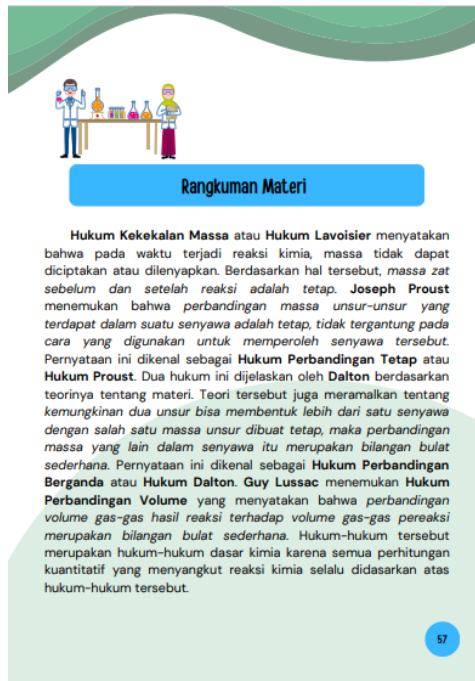 Rangkuman Materi
Hukum Kekekalan Massa atau Hukum Lavoisier menyatakan
bahwa pada waktu terjadi reaksi kimia, massa tidak dapat
diciptakan atau dilenyapkan. Berdasarkan hal tersebut, massa zat
sebelum dan setelah reaksi adalah tetap. Joseph Proust
menemukan bahwa perbandingan massa unsur-unsur yang
terdapat dalam suatu senyawa adalah tetap, tidak tergantung pada
cara yang digunakan untuk memperoleh senyawa tersebut.
Pernyataan ini dikenal sebagai Hukum Perbandingan Tetap atau
Hukum Proust. Dua hukum ini dijelaskan oleh Dalton berdasarkan
teorinya tentang materi. Teori tersebut juga meramalkan tentang
kemungkinan dua unsur bisa membentuk lebih dari satu senyawa
dengan salah satu massa unsur dibuat tetap, maka perbandingan
massa yang lain dalam senyawa itu merupakan bilangan bulat
sederhana. Pernyataan ini dikenal sebagai Hukum Perbandingan
Berganda atau Hukum Dalton. Guy Lussac menemukan Hukum
Perbandingan Volume yang menyatakan bahwa perbandingan
volume gas-gas hasil reaksi terhadap volume gas-gas pereaksi
merupakan bilangan bulat sederhana. Hukum-hukum tersebut
merupakan hukum-hukum dasar kimia karena semua perhitungan
kuantitatif yang menyangkut reaksi kimia selalu didasarkan atas
hukum-hukum tersebut.
57